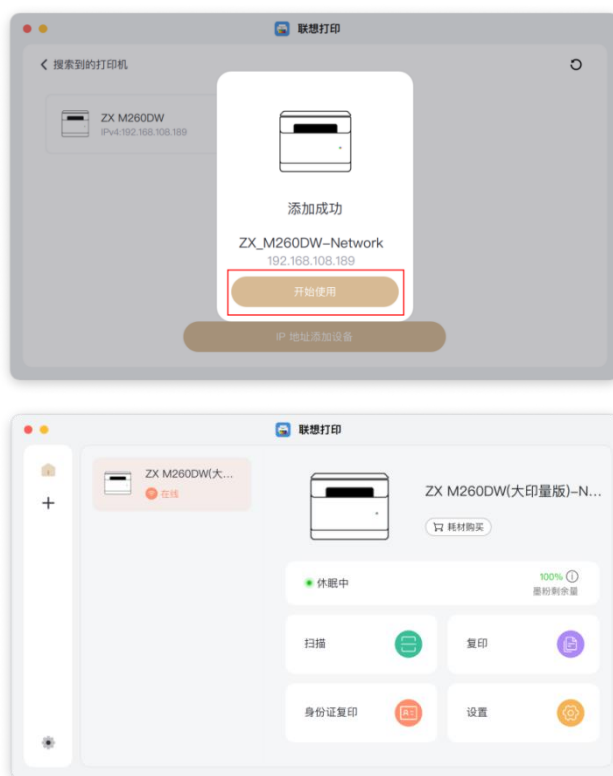 联想打印
搜索到的打印机
ZX M260DW
IPv4:192.168.108.189
添加成功
ZX_M260DW-Network
192.168.108.189
开始使用
IP 地址添加设备
联想打印
ZX M260DW(大...
在线
ZX M260DW(大印量版)-N...
耗材购买
休眠中
100%
墨粉剩余量
扫描
复印
身份证复印
设置